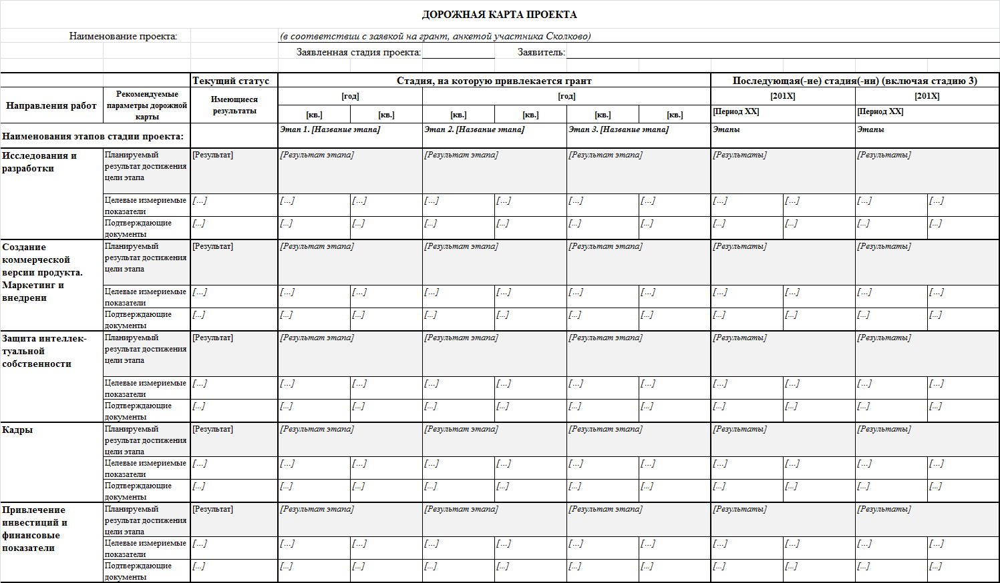 ДОРОЖНАЯ КАРТА ПРОЕКТА
Наименование проекта: (в соответствии с заявкой на грант, анкетой участника Сколково)
Заявленная стадия проекта: Заявитель:
Текущий статус Стадия, на которую привлекается грант Последующая(-ие) стадия(-ии) (включая стадию 3)
Направления работ
Рекомендуемые
параметры дорожной
карты
Имеющиеся
результаты
[год] [год] [201X] [201X]
[кв.] [кв.] [кв.] [кв.] [кв.] [кв.] [Период XX] [Период XX]
Наименования этапов стадии проекта:
Этап 1. [Название этапа] Этап 2. [Название этапа] Этап 3. [Название этапа] Этапы Этапы
Исследования и
разработки
Планируемый
результат достижения
цели этапа
[Результат] [Результат этапа] [Результат этапа] [Результат этапа] [Результаты] [Результаты]
Целевые измериемые
показатели
[...] [...] [...] [...] [...] [...] [...] [...] [...] [...] [...]
Подтверждающие
документы
[...] [...] [...] [...] [...] [...] [...] [...] [...] [...] [...]
Создание
коммерческой
версии продукта.
Маркетинг и
внедрени
Планируемый
результат достижения
цели этапа
[Результат] [Результат этапа] [Результат этапа] [Результат этапа] [Результаты] [Результаты]
Целевые измериемые
показатели
[...] [...] [...] [...] [...] [...] [...] [...] [...] [...] [...]
Подтверждающие
документы
[...] [...] [...] [...] [...] [...] [...] [...] [...] [...] [...]
Защита интеллек-
туальной
собственности
Планируемый
результат достижения
цели этапа
[Результат] [Результат этапа] [Результат этапа] [Результат этапа] [Результаты] [Результаты]
Целевые измериемые
показатели
[...] [...] [...] [...] [...] [...] [...] [...] [...] [...] [...]
Подтверждающие
документы
[...] [...] [...] [...] [...] [...] [...] [...] [...] [...] [...]
Кадры
Планируемый
результат достижения
цели этапа
[Результат] [Результат этапа] [Результат этапа] [Результат этапа] [Результаты] [Результаты]
Целевые измериемые
показатели
[...] [...] [...] [...] [...] [...] [...] [...] [...] [...] [...]
Подтверждающие
документы
[...] [...] [...] [...] [...] [...] [...] [...] [...] [...] [...]
Привлечение
инвестиций и
финансовые
показатели
Планируемый
результат достижения
цели этапа
[Результат] [Результат этапа] [Результат этапа] [Результат этапа] [Результаты] [Результаты]
Целевые измериемые
показатели
[...] [...] [...] [...] [...] [...] [...] [...] [...] [...] [...]
Подтверждающие
документы
[...] [...] [...] [...] [...] [...] [...] [...] [...] [...] [...]